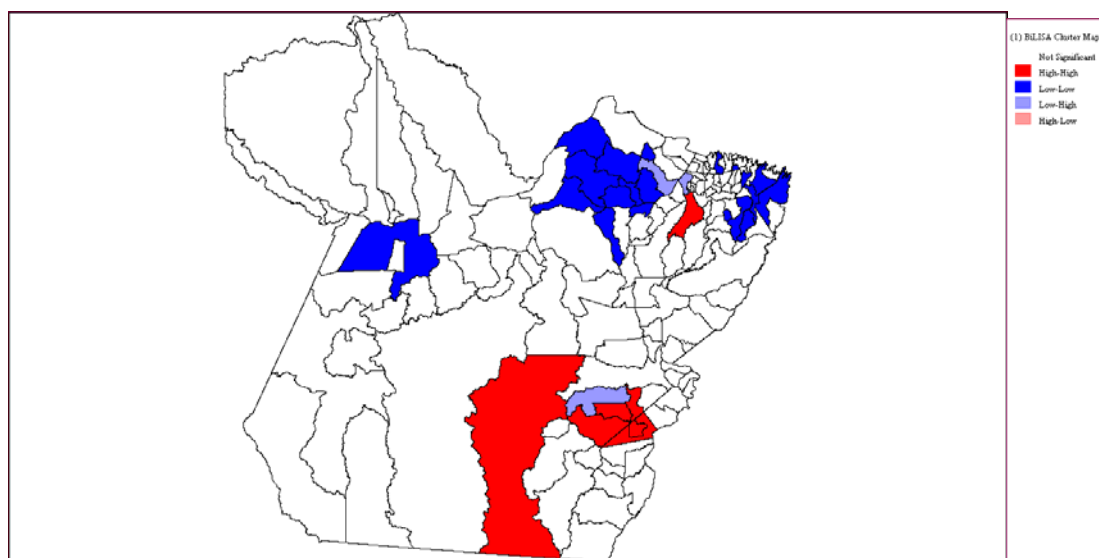 (1) BiLISA Cluster Map
Not Significant
High-High
Low-Low
Low-High
High-Low